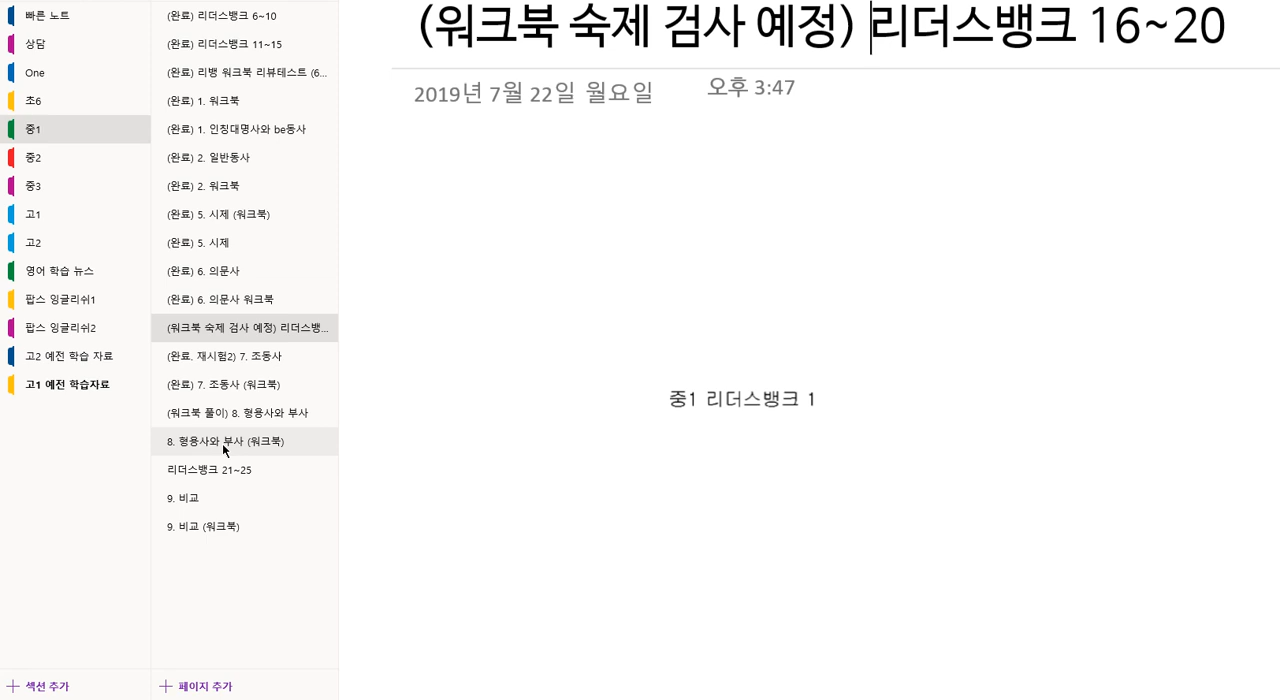 빠른 노트
상담
One
초6
중1
중2
중3
고1
고2
영어 학습 뉴스
팝스 잉글리쉬1
팝스 잉글리쉬2
고2 예전 학습 자료
고1 예전 학습자료
섹션 추가
(완료) 리더스뱅크 6~10
(완료) 리더스뱅크 11~15
(완료) 리뱅 워크북 리뷰테스트 (6...
(완료) 1. 워크북
(완료) 1. 인칭대명사와 be동사
(완료) 2. 일반동사
(완료) 2. 워크북
(완료) 5. 시제 (워크북)
(완료) 5. 시제
(완료) 6. 의문사
(완료) 6. 의문사 워크북
(워크북 숙제 검사 예정) 리더스뱅...
(완료. 재시험2) 7. 조동사
(완료) 7. 조동사 (워크북)
(워크북 풀이) 8. 형용사와 부사
8. 형용사와 부사 (워크북)
리더스뱅크 21~25
9. 비교
9. 비교 (워크북)
페이지 추가
(워크북 숙제 검사 예정) 리더스뱅크 16~20
2019년 7월 22일 월요일 오후 3:47
중1 리더스뱅크 1